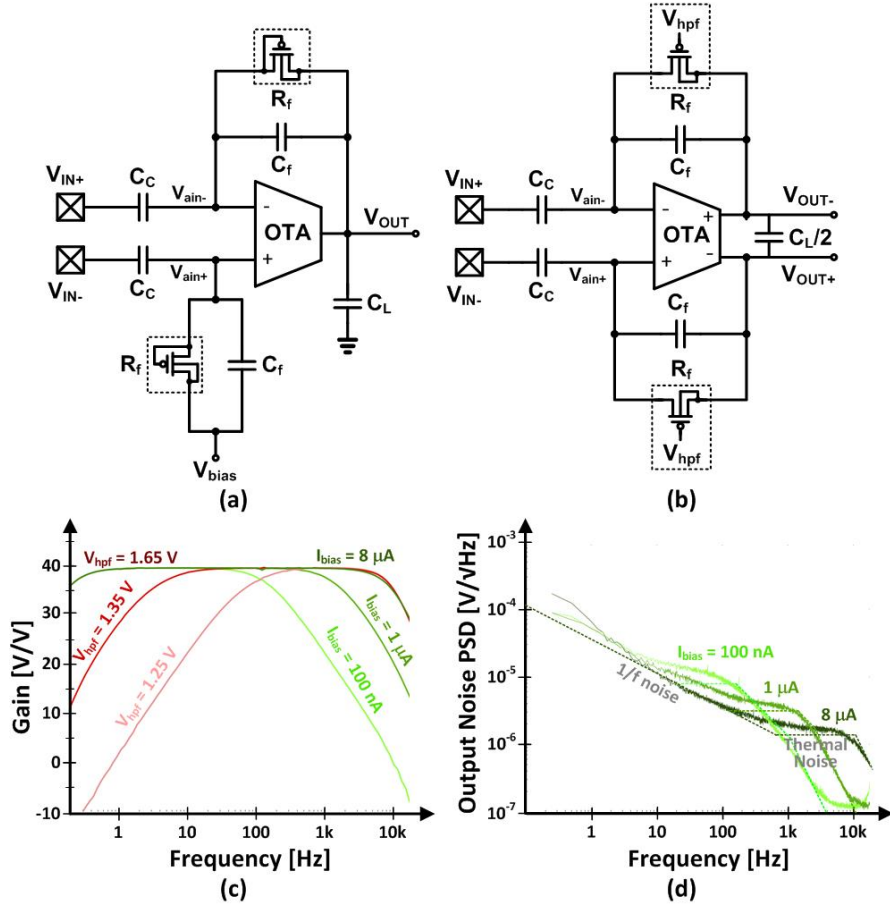 R_f
C_f
V_IN+
C_C
V_ain-
-
OTA
+
V_OUT
V_IN-
C_C
V_ain+
C_L
R_f
C_f
V_bias
(a)
V_hpf
R_f
C_f
V_IN+
C_C
V_ain-
-
+
V_OUT-
OTA
C_L/2
+
-
V_IN-
C_C
V_ain+
V_OUT+
C_f
R_f
V_hpf
(b)
Gain [V/V]
40
30
20
10
0
-10
V_hpf = 1.65 V
V_hpf = 1.35 V
V_hpf = 1.25 V
I_bias = 8 µA
I_bias = 1 µA
I_bias = 100 nA
1
10
100
1k
10k
Frequency [Hz]
(c)
Output Noise PSD [V/√Hz]
10^-3
10^-4
10^-5
10^-6
10^-7
I_bias = 100 nA
1 µA
8 µA
1/f noise
Thermal
Noise
1
10
100
1k
10k
Frequency [Hz]
(d)